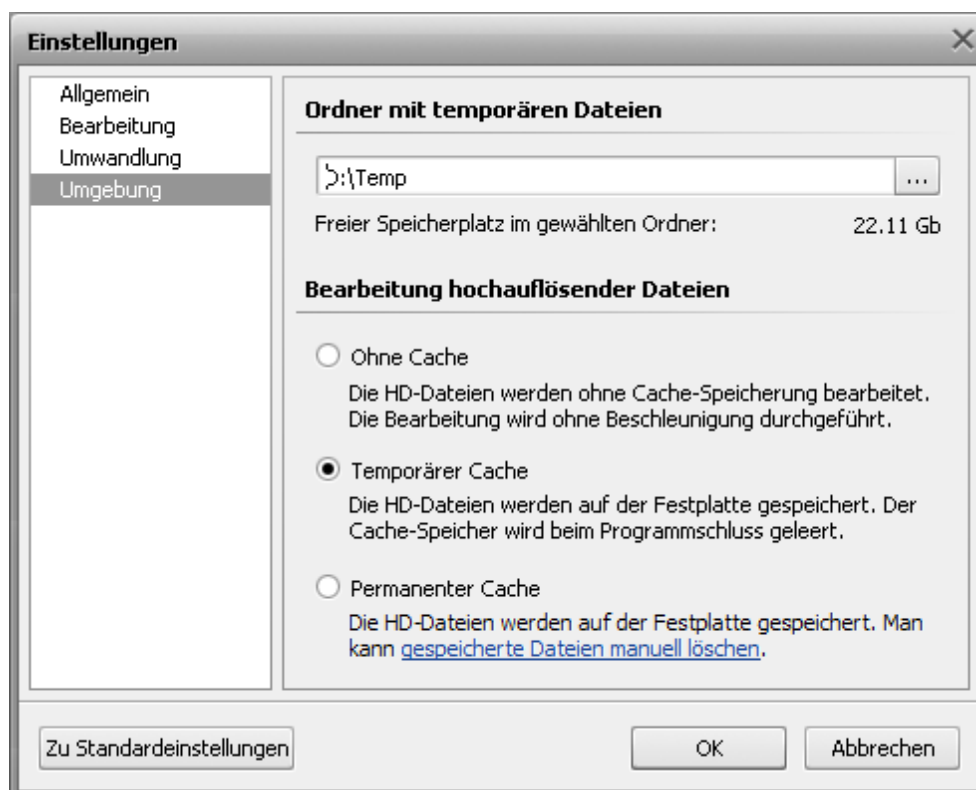 Einstellungen
Allgemein
Bearbeitung
Umwandlung
Umgebung
Ordner mit temporären Dateien
:\Temp
...
Freier Speicherplatz im gewählten Ordner: 22.11 Gb
Bearbeitung hochauflösender Dateien
Ohne Cache
Die HD-Dateien werden ohne Cache-Speicherung bearbeitet.
Die Bearbeitung wird ohne Beschleunigung durchgeführt.
Temporärer Cache
Die HD-Dateien werden auf der Festplatte gespeichert. Der
Cache-Speicher wird beim Programmschluss geleert.
Permanenter Cache
Die HD-Dateien werden auf der Festplatte gespeichert. Man
kann gespeicherte Dateien manuell löschen.
Zu Standardeinstellungen
OK
Abbrechen